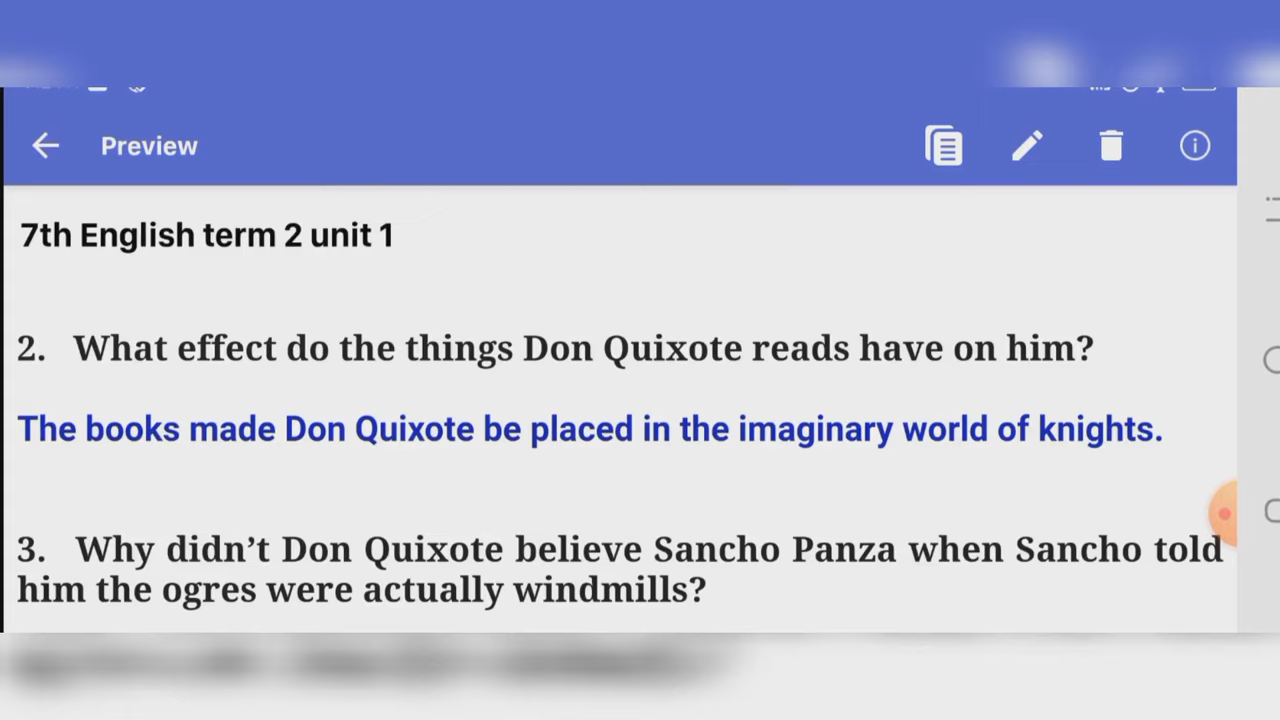 Preview
7th English term 2 unit 1
2. What effect do the things Don Quixote reads have on him?
The books made Don Quixote be placed in the imaginary world of knights.
3. Why didn’t Don Quixote believe Sancho Panza when Sancho told
him the ogres were actually windmills?